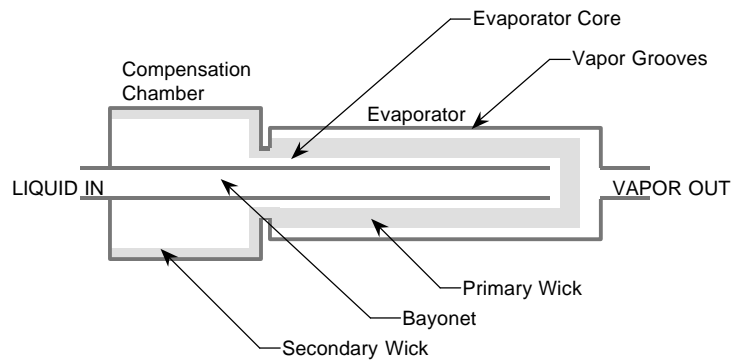 Evaporator Core
Vapor Grooves
Compensation
Chamber
Evaporator
LIQUID IN
VAPOR OUT
Primary Wick
Bayonet
Secondary Wick